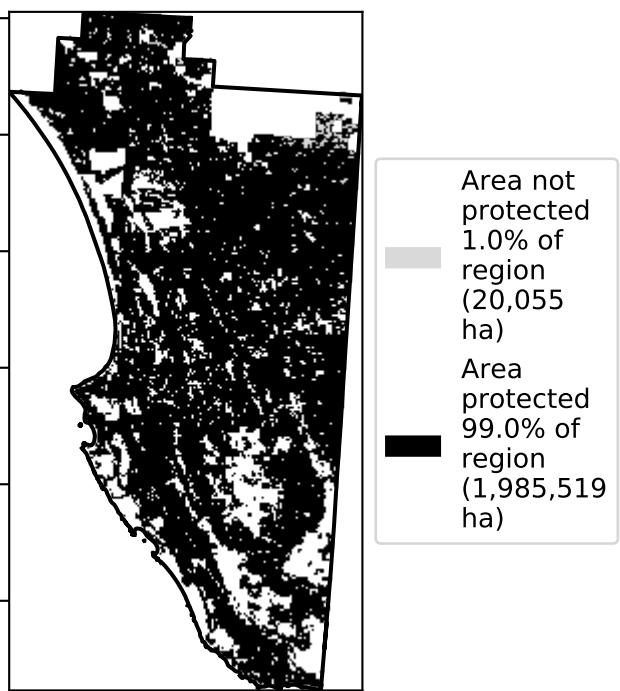 Area not
protected
1.0% of
region
(20,055
ha)
Area
protected
99.0% of
region
(1,985,519
ha)